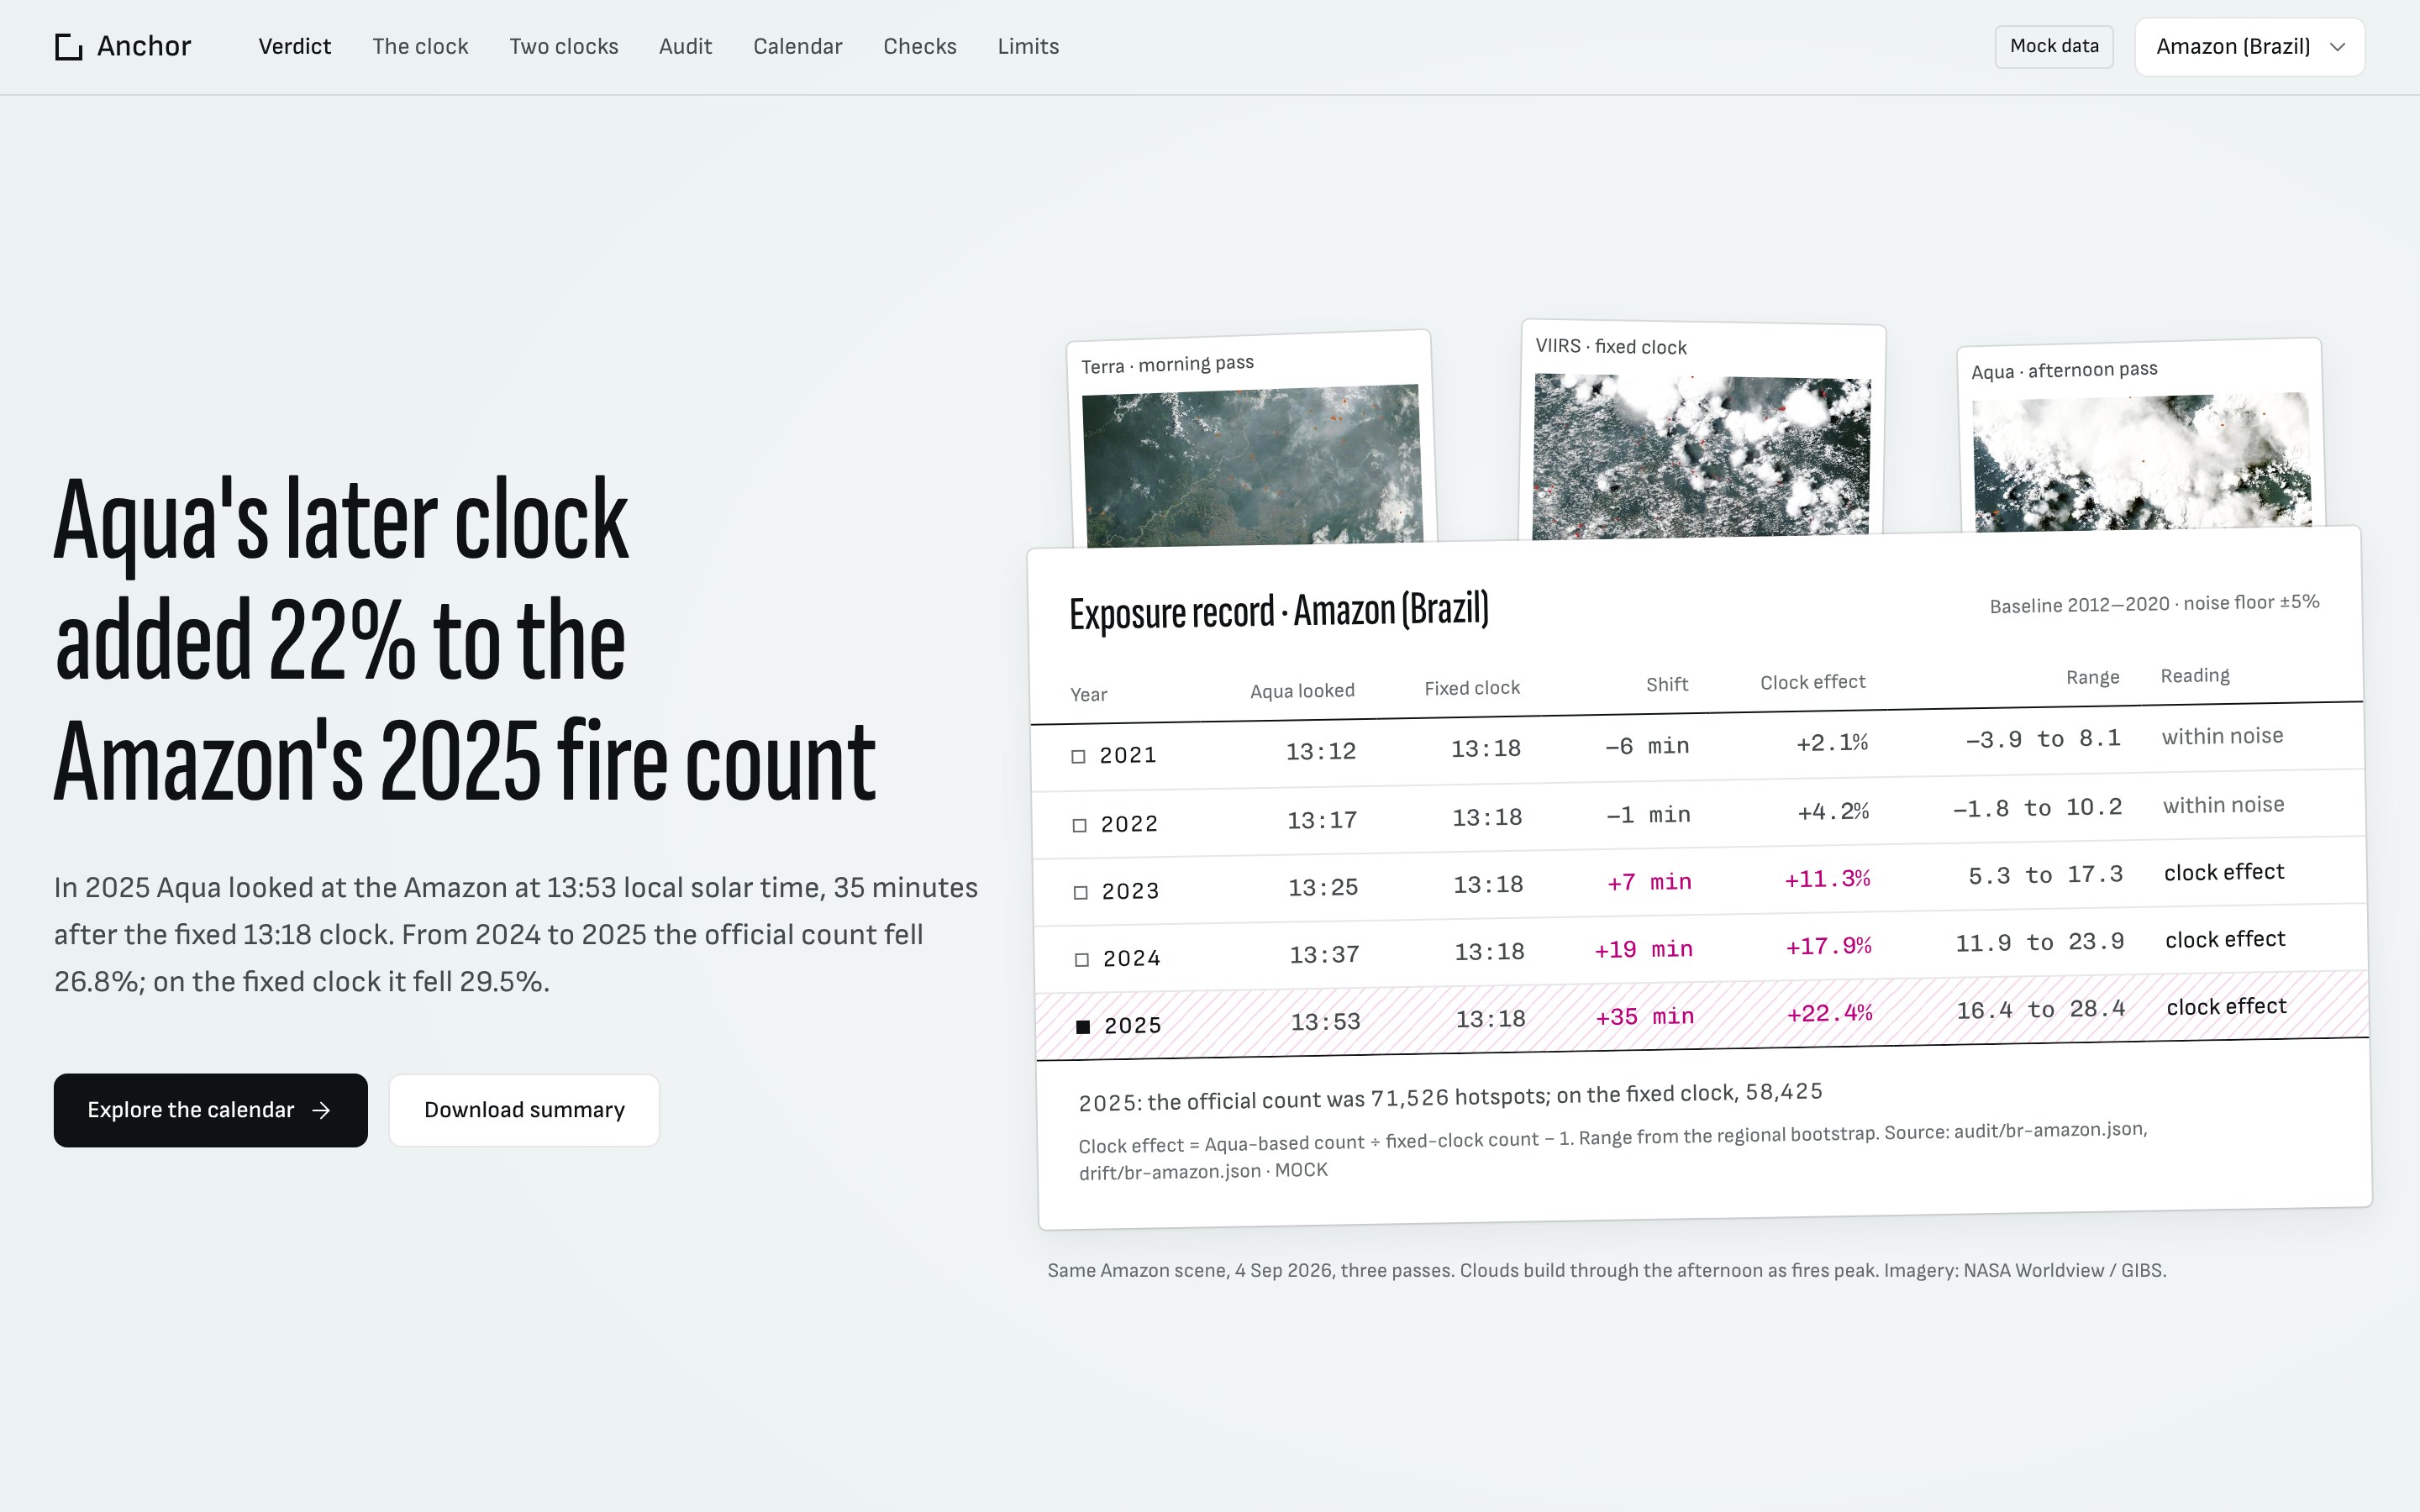 Anchor
Verdict
The clock
Two clocks
Audit
Calendar
Checks
Limits
Mock data
Amazon (Brazil)
Aqua's later clock
added 22% to the
Amazon's 2025 fire count
In 2025 Aqua looked at the Amazon at 13:53 local solar time, 35 minutes
after the fixed 13:18 clock. From 2024 to 2025 the official count fell
26.8%; on the fixed clock it fell 29.5%.
Explore the calendar →
Download summary
Terra · morning pass
VIIRS · fixed clock
Aqua · afternoon pass
Exposure record · Amazon (Brazil)
Baseline 2012–2020 · noise floor ±5%
Year Aqua looked Fixed clock Shift Clock effect Range Reading
2021 13:12 13:18 −6 min +2.1% −3.9 to 8.1 within noise
2022 13:17 13:18 −1 min +4.2% −1.8 to 10.2 within noise
2023 13:25 13:18 +7 min +11.3% 5.3 to 17.3 clock effect
2024 13:37 13:18 +19 min +17.9% 11.9 to 23.9 clock effect
2025 13:53 13:18 +35 min +22.4% 16.4 to 28.4 clock effect
2025: the official count was 71,526 hotspots; on the fixed clock, 58,425
Clock effect = Aqua-based count ÷ fixed-clock count − 1. Range from the regional bootstrap. Source: audit/br-amazon.json,
drift/br-amazon.json · MOCK
Same Amazon scene, 4 Sep 2026, three passes. Clouds build through the afternoon as fires peak. Imagery: NASA Worldview / GIBS.